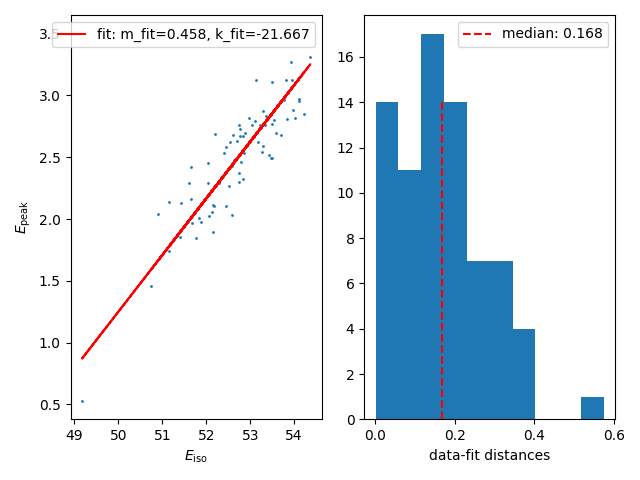 fit: m_fit=0.458, k_fit=-21.667
3.5
3.0
2.5
2.0
1.5
1.0
0.5
E_peak
49 50 51 52 53 54
E_iso
median: 0.168
16
14
12
10
8
6
4
2
0
0.0 0.2 0.4 0.6
data-fit distances